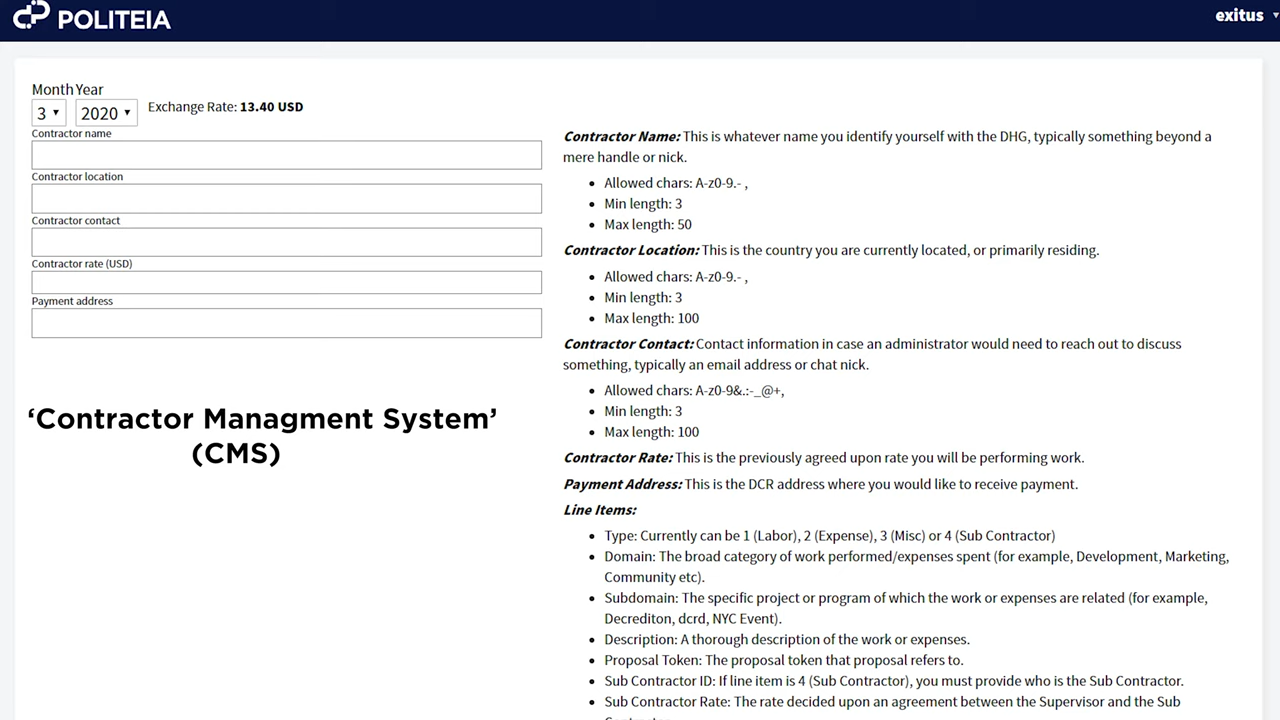 POLITEIA
exitus
Month Year
3 2020 Exchange Rate: 13.40 USD
Contractor name
Contractor location
Contractor contact
Contractor rate (USD)
Payment address
‘Contractor Managment System’
(CMS)
Contractor Name: This is whatever name you identify yourself with the DHG, typically something beyond a
mere handle or nick.
• Allowed chars: A-z0-9.- ,
• Min length: 3
• Max length: 50
Contractor Location: This is the country you are currently located, or primarily residing.
• Allowed chars: A-z0-9.- ,
• Min length: 3
• Max length: 100
Contractor Contact: Contact information in case an administrator would need to reach out to discuss
something, typically an email address or chat nick.
• Allowed chars: A-z0-9&.:-_@+,
• Min length: 3
• Max length: 100
Contractor Rate: This is the previously agreed upon rate you will be performing work.
Payment Address: This is the DCR address where you would like to receive payment.
Line Items:
• Type: Currently can be 1 (Labor), 2 (Expense), 3 (Misc) or 4 (Sub Contractor)
• Domain: The broad category of work performed/expenses spent (for example, Development, Marketing,
Community etc).
• Subdomain: The specific project or program of which the work or expenses are related (for example,
Decrediton, dcrd, NYC Event).
• Description: A thorough description of the work or expenses.
• Proposal Token: The proposal token that proposal refers to.
• Sub Contractor ID: If line item is 4 (Sub Contractor), you must provide who is the Sub Contractor.
• Sub Contractor Rate: The rate decided upon an agreement between the Supervisor and the Sub